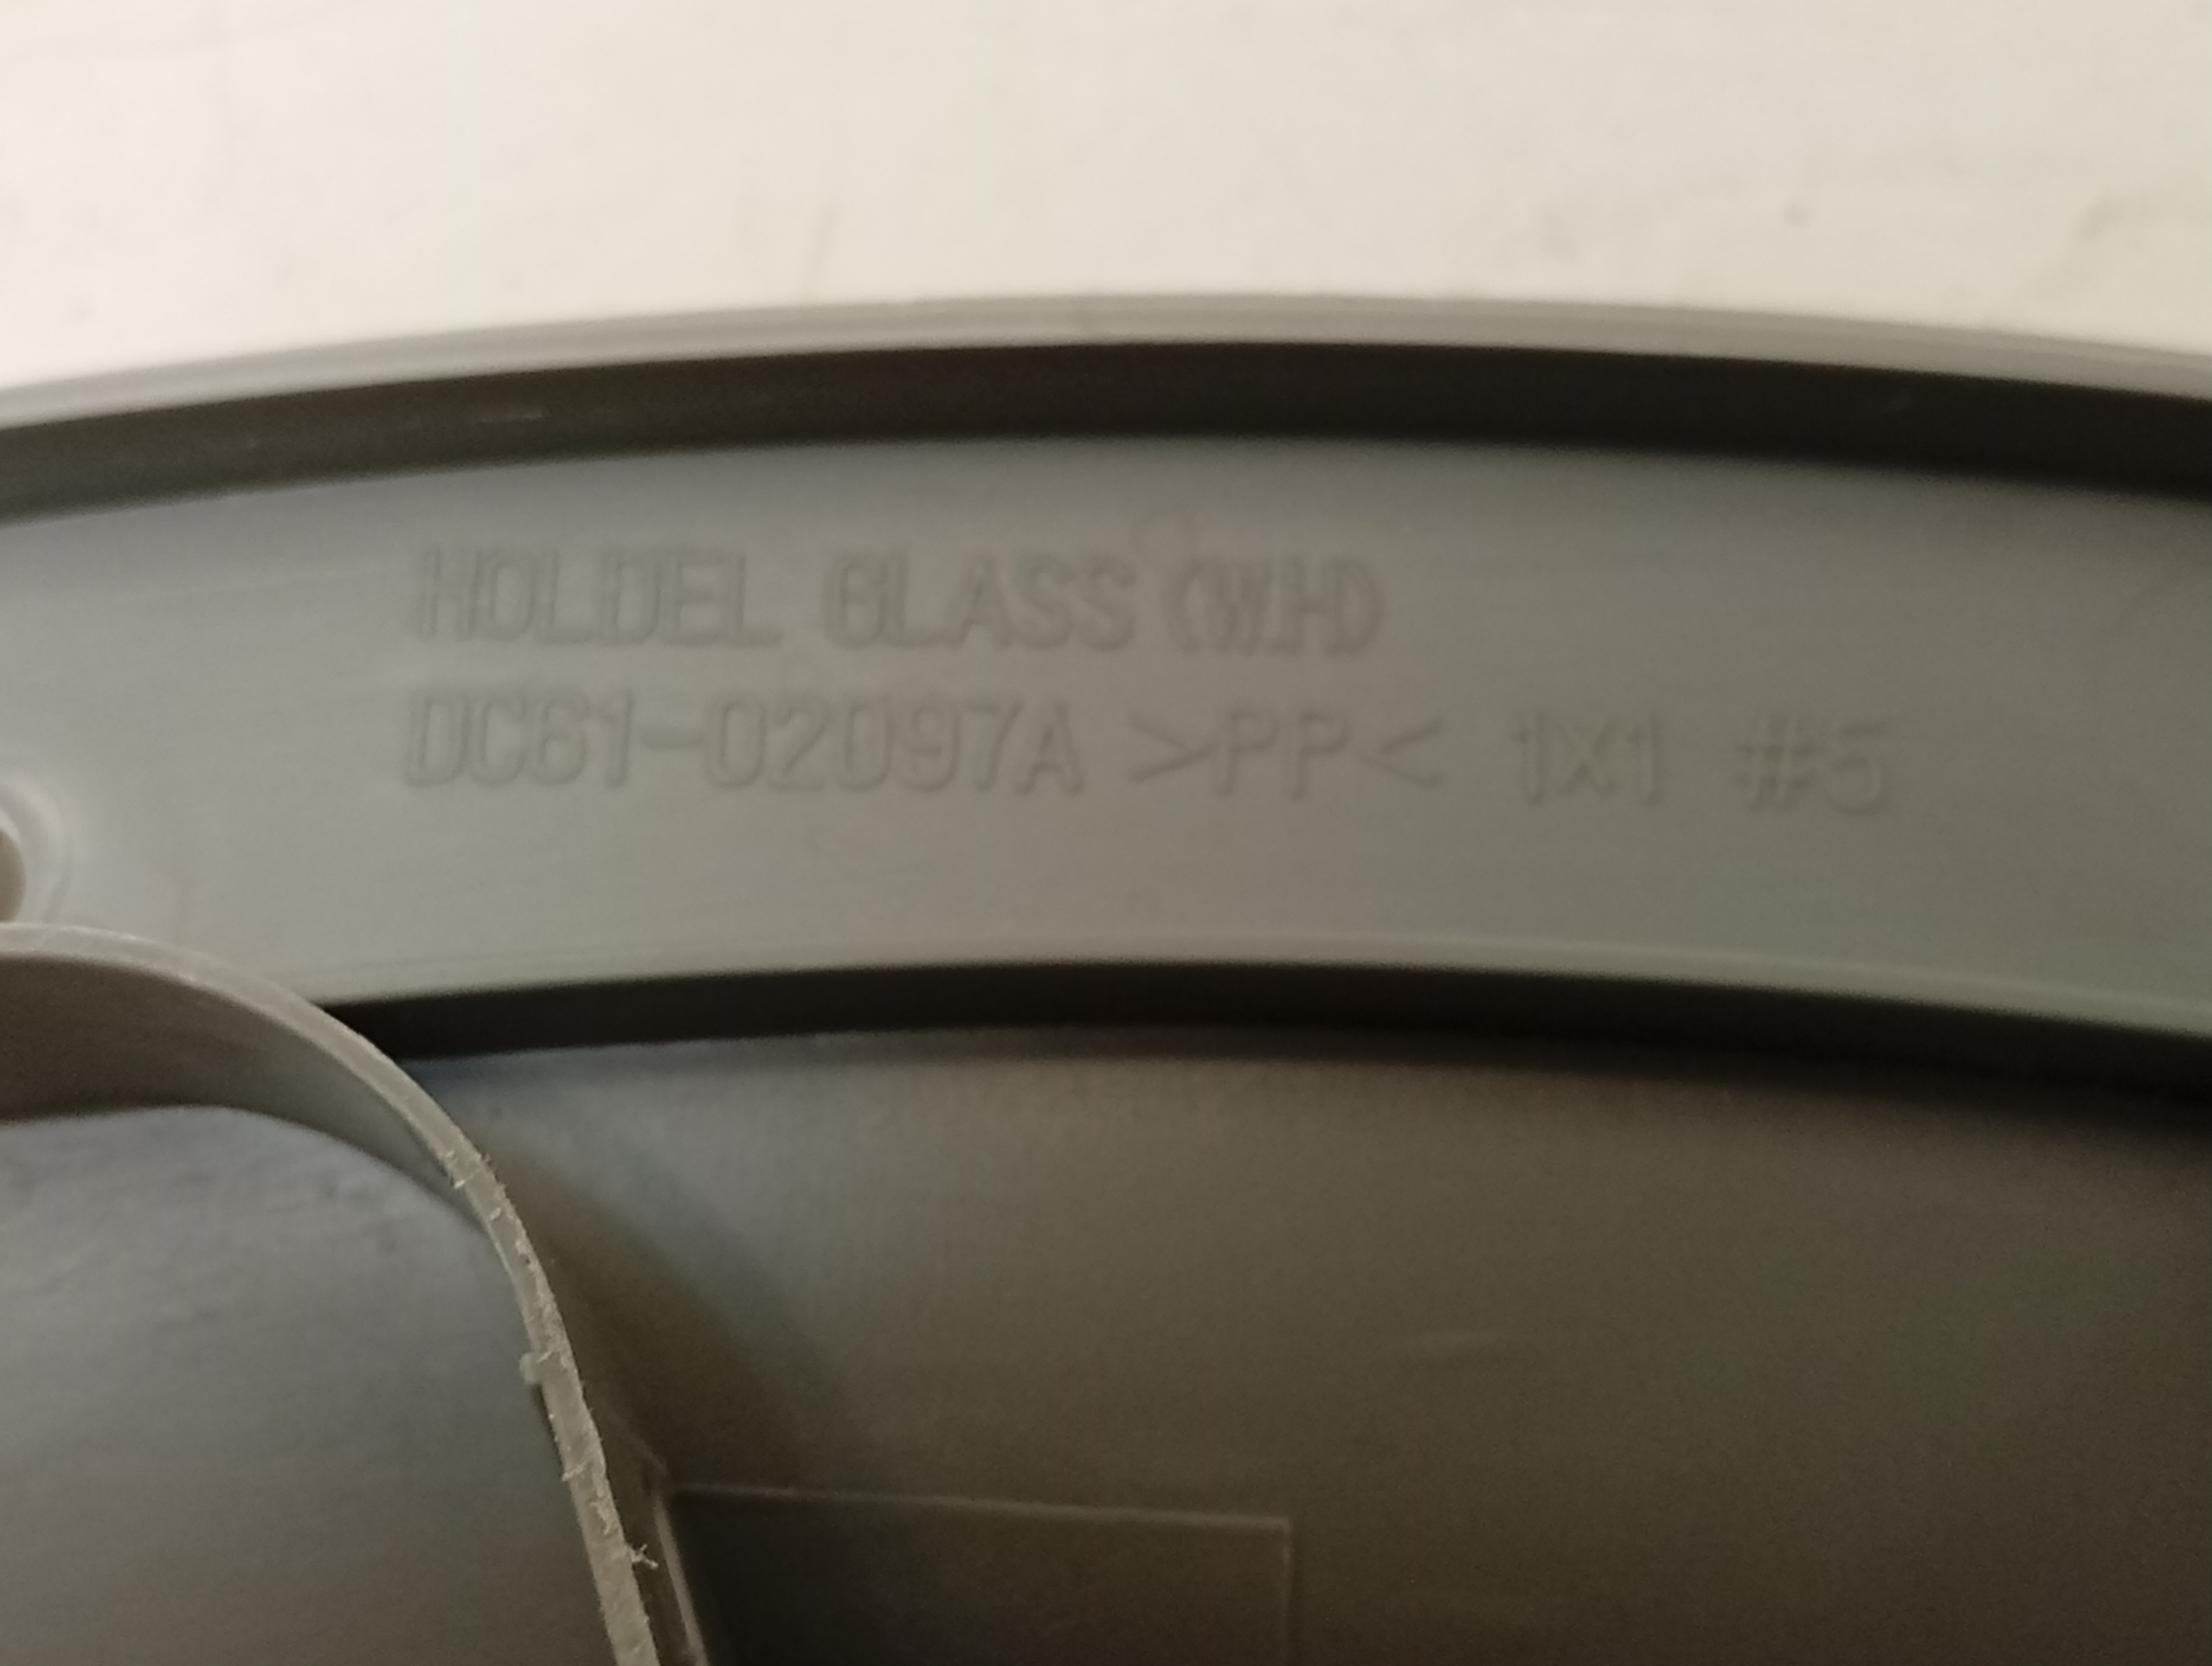 HOLDEL GLASS (W.H)
DC61-02097A >PP< 1X1 #5